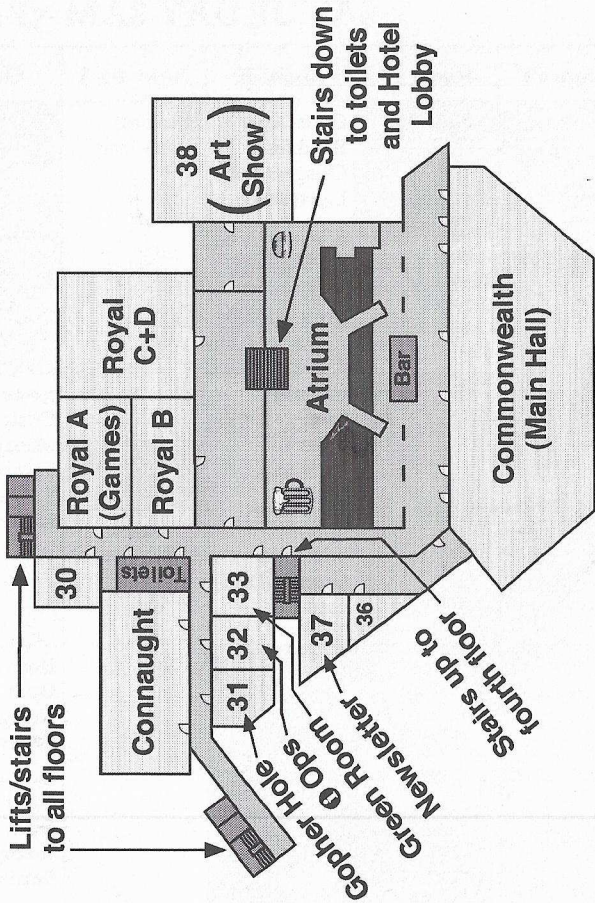 Lifts/stairs
to all floors
30
Connaught
Toilets
Royal A
(Games)
Royal B
Royal
C+D
38
(Art
Show)
Stairs down
to toilets
and Hotel
Lobby
31
32
33
37
36
Atrium
Bar
Commonwealth
(Main Hall)
Gopher Hole
i Ops
Green Room
Newsletter
Stairs up to
fourth floor